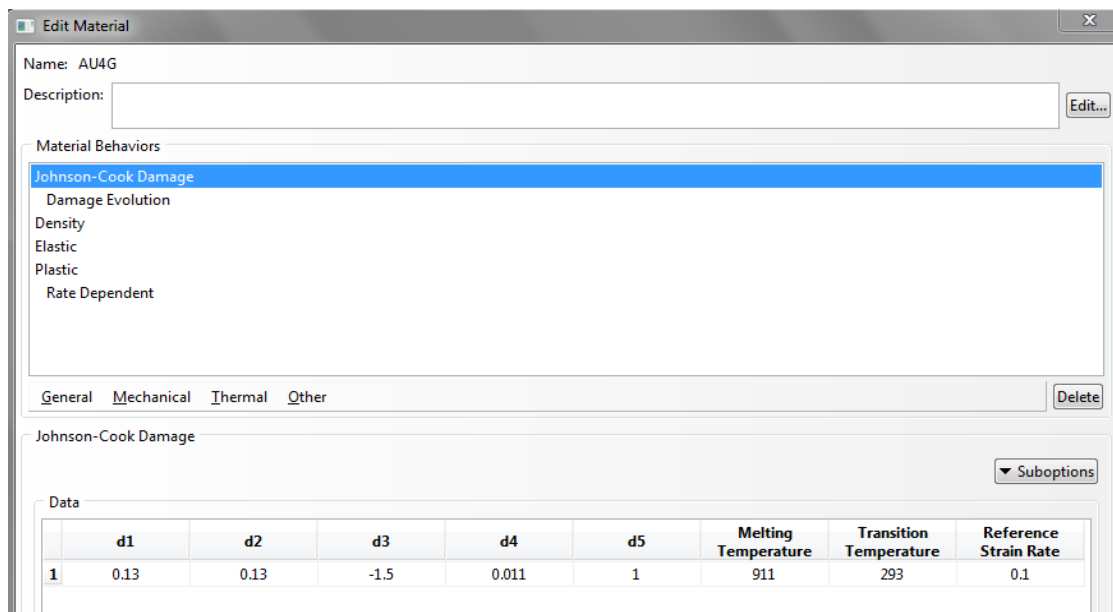 Edit Material
X
Name: AU4G
Description:
Edit...
Material Behaviors
Johnson-Cook Damage
Damage Evolution
Density
Elastic
Plastic
Rate Dependent
General Mechanical Thermal Other
Delete
Johnson-Cook Damage
Suboptions
Data
d1 d2 d3 d4 d5 Melting Temperature Transition Temperature Reference Strain Rate
1 0.13 0.13 -1.5 0.011 1 911 293 0.1